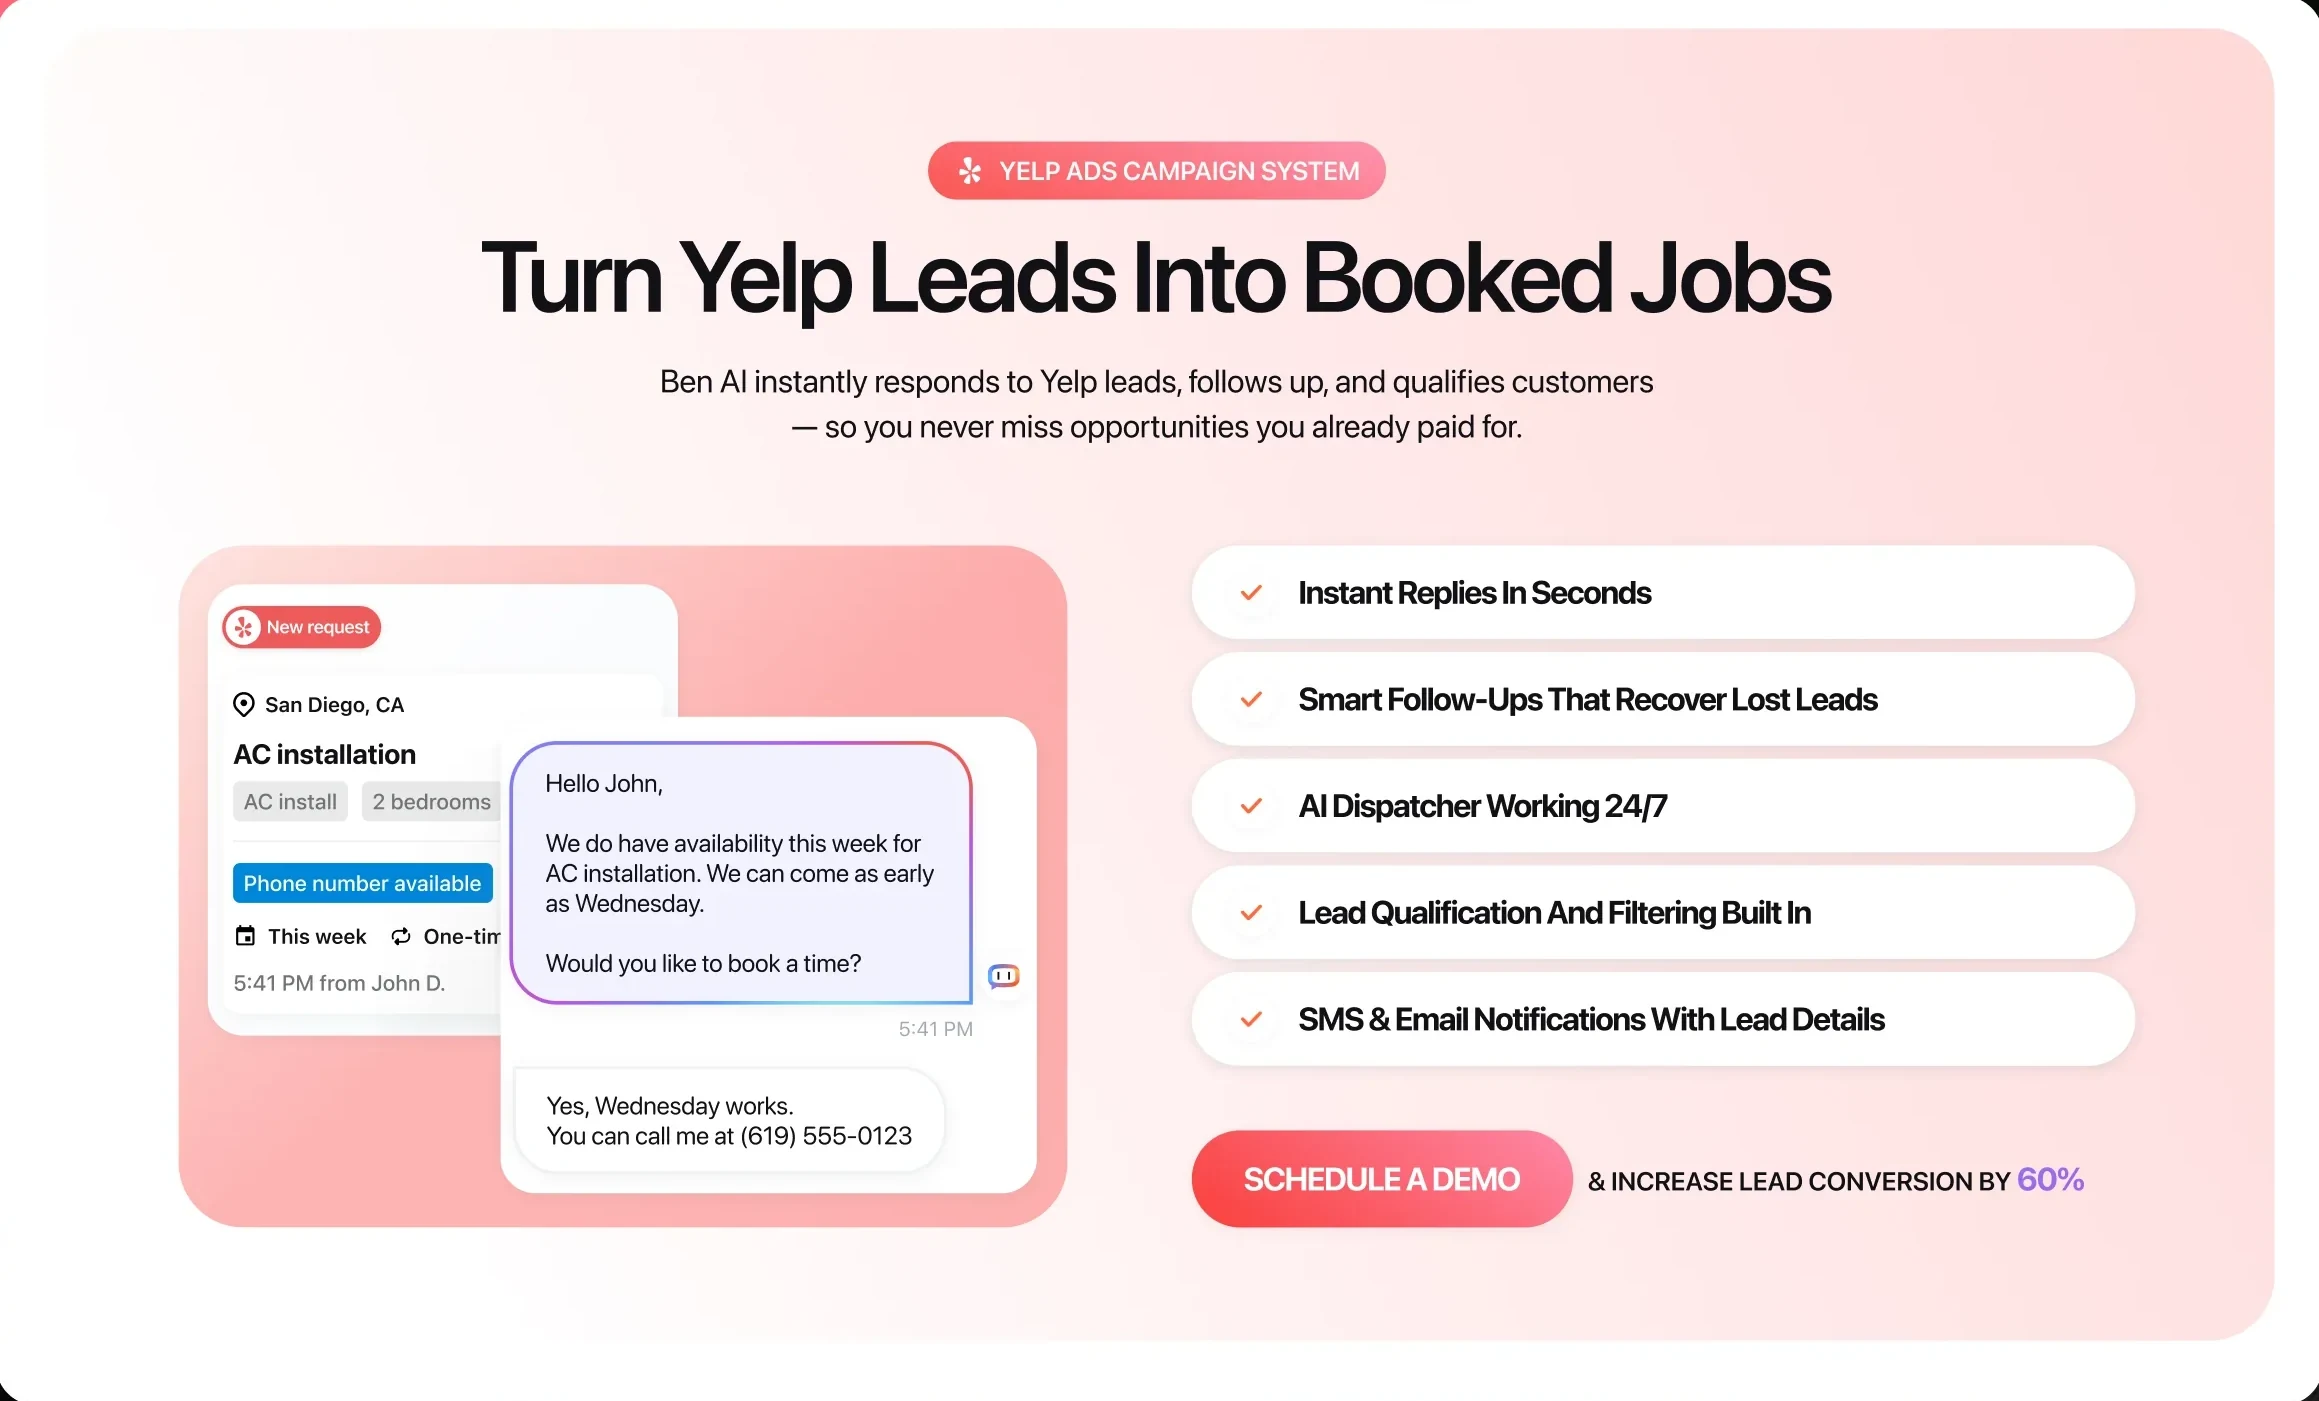 YELP ADS CAMPAIGN SYSTEM
Turn Yelp Leads Into Booked Jobs
Ben AI instantly responds to Yelp leads, follows up, and qualifies customers
— so you never miss opportunities you already paid for.
New request
San Diego, CA
AC installation
AC install
2 bedrooms
Phone number available
This week
One-tim
5:41 PM from John D.
Hello John,
We do have availability this week for
AC installation. We can come as early
as Wednesday.
Would you like to book a time?
5:41 PM
Yes, Wednesday works.
You can call me at (619) 555-0123
Instant Replies In Seconds
Smart Follow-Ups That Recover Lost Leads
AI Dispatcher Working 24/7
Lead Qualification And Filtering Built In
SMS & Email Notifications With Lead Details
SCHEDULE A DEMO
& INCREASE LEAD CONVERSION BY 60%